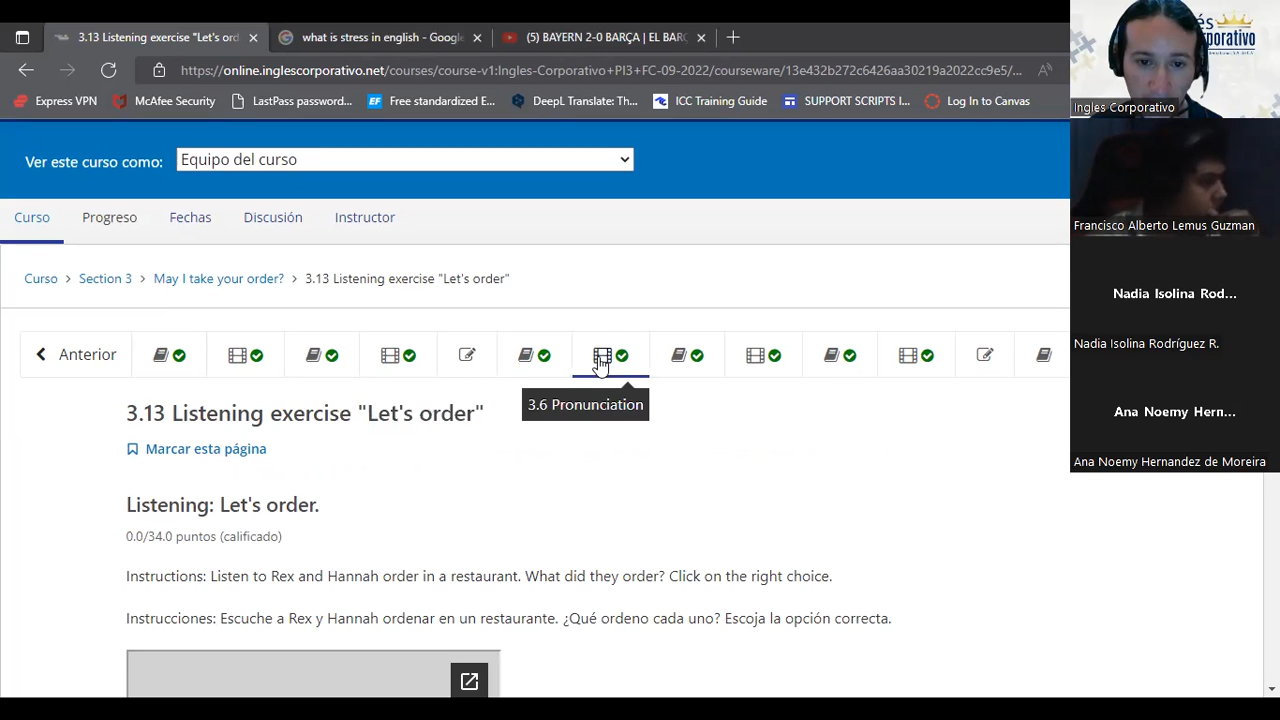 3.13 Listening exercise "Let's ord
what is stress in english - Google
(5) BAYERN 2-0 BARÇA | EL BAR
https://online.inglescorporativo.net/courses/course-v1:Ingles-Corporativo+PI3+FC-09-2022/courseware/13e432b272c6426aa30219a2022cc9e5/...
Express VPN
McAfee Security
LastPass password...
Free standardized E...
DeepL Translate: Th...
ICC Training Guide
SUPPORT SCRIPTS I...
Log In to Canvas
Ver este curso como:
Equipo del curso
Curso
Progreso
Fechas
Discusión
Instructor
Curso > Section 3 > May I take your order? > 3.13 Listening exercise "Let's order"
Anterior
3.6 Pronunciation
3.13 Listening exercise "Let's order"
Marcar esta página
Listening: Let's order.
0.0/34.0 puntos (calificado)
Instructions: Listen to Rex and Hannah order in a restaurant. What did they order? Click on the right choice.
Instrucciones: Escuche a Rex y Hannah ordenar en un restaurante. ¿Qué ordeno cada uno? Escoja la opción correcta.
és
orporativo
Ingles Corporativo
Francisco Alberto Lemus Guzman
Nadia Isolina Rod...
Nadia Isolina Rodríguez R.
Ana Noemy Hern...
Ana Noemy Hernandez de Moreira